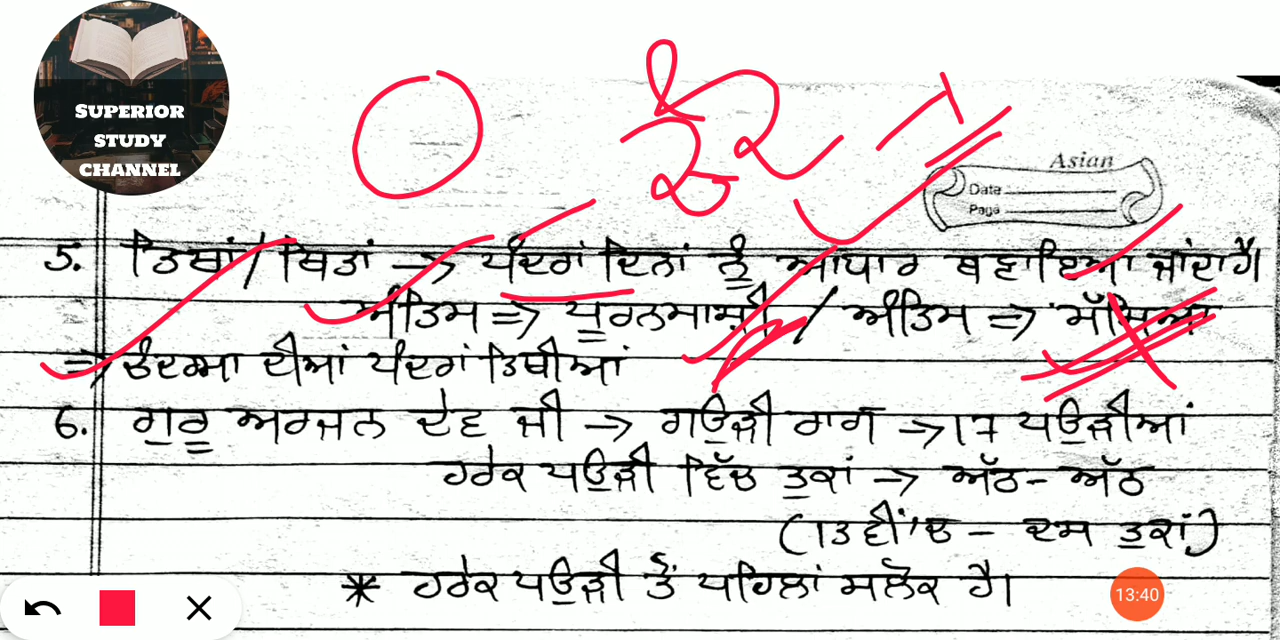 SUPERIOR
STUDY
CHANNEL
Asian
Date
Page
5. ਤਿਥਾਂ/ਥਿਤਾਂ → ਪੰਦਰਾਂ ਦਿਨਾਂ ਨੂੰ ਆਧਾਰ ਬਣਾਇਆ ਜਾਂਦਾ ਹੈ।
ਅੰਤਿਮ ⇒ ਪੂਰਨਮਾਸ਼ੀ / ਅੰਤਿਮ ⇒ ਮੱਸਿਆ
⇒ ਚੰਦਰਮਾ ਦੀਆਂ ਪੰਦਰਾਂ ਤਿਥੀਆਂ
6. ਗੁਰੂ ਅਰਜਨ ਦੇਵ ਜੀ → ਗਉੜੀ ਰਾਗ → 17 ਪਉੜੀਆਂ
ਹਰੇਕ ਪਉੜੀ ਵਿੱਚ ਤੁਕਾਂ → ਅੱਠ - ਅੱਠ
(13ਵੀਂ 'ਚ - ਦਸ ਤੁਕਾਂ)
* ਹਰੇਕ ਪਉੜੀ ਤੋਂ ਪਹਿਲਾਂ ਸਲੋਕ ਹੈ।
13:40